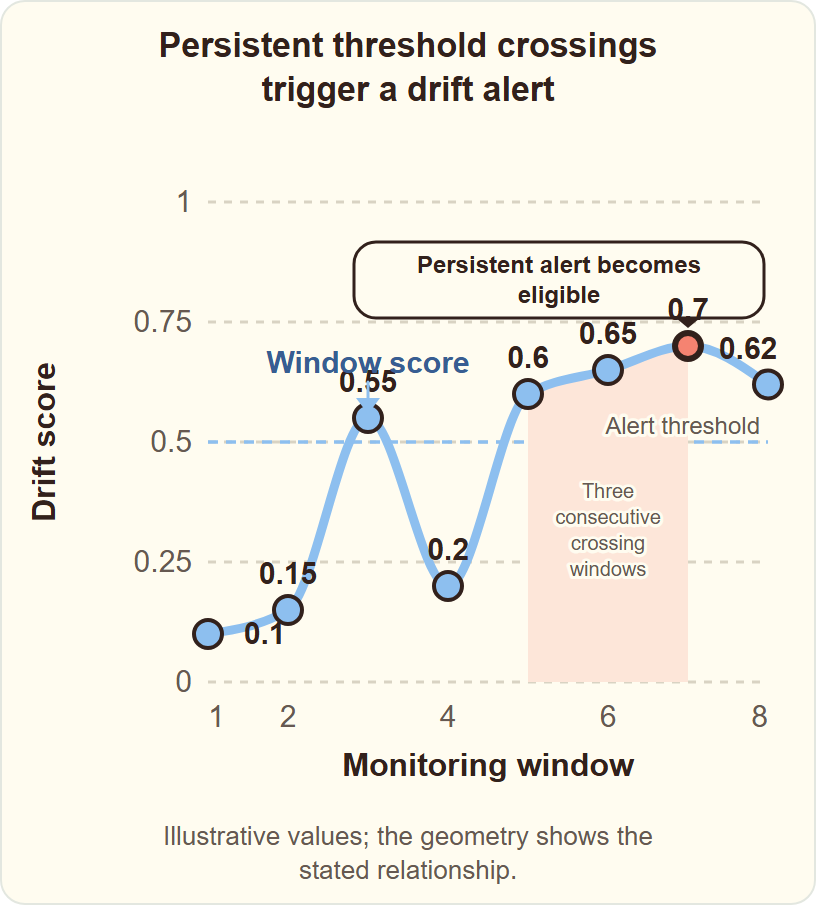 Persistent threshold crossings
trigger a drift alert
1
Persistent alert becomes
eligible
0.7
0.75
0.65
0.62
0.6
Window score
0.55
Alert threshold
0.5
Drift score
Three
consecutive
crossing
windows
0.2
0.25
0.15
0.1
0
1 2 4 6 8
Monitoring window
Illustrative values; the geometry shows the
stated relationship.